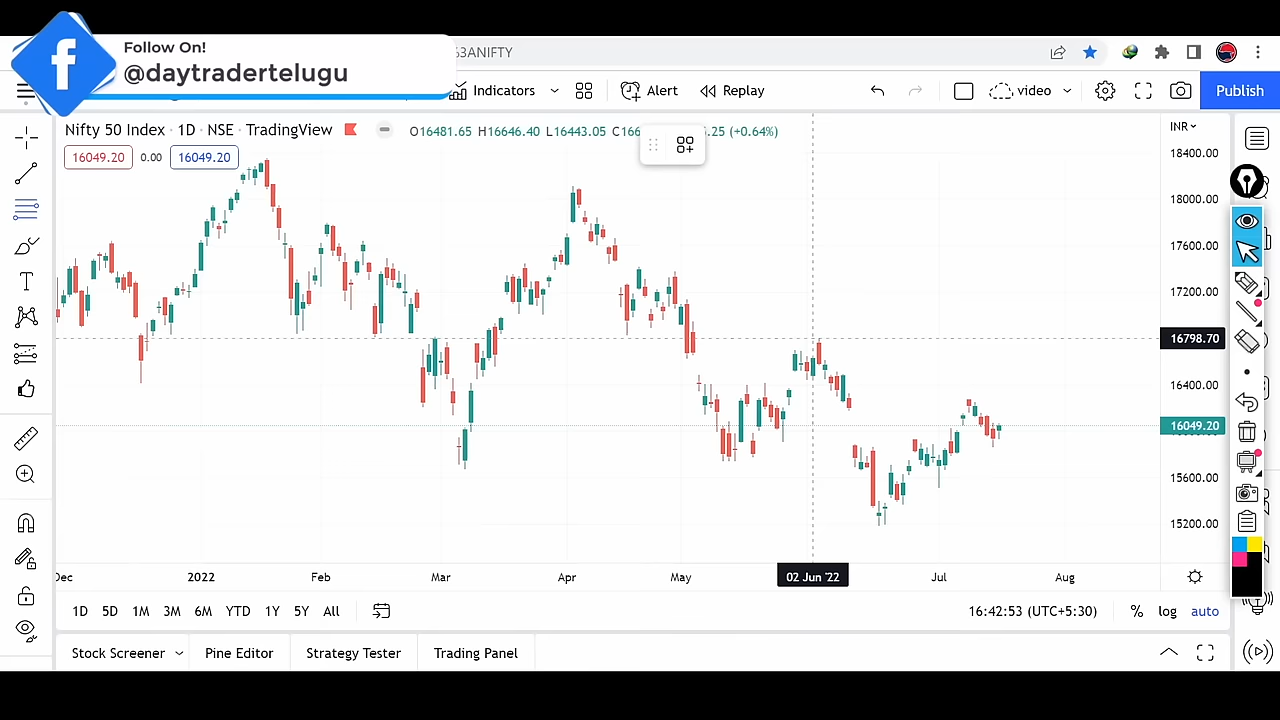 Follow On!
@daytradertelugu
63ANIFTY
Indicators
Alert
Replay
video
Publish
Nifty 50 Index · 1D · NSE · TradingView
O16481.65 H16646.40 L16443.05
.25 (+0.64%)
16049.20 0.00 16049.20
INR
18400.00
18000.00
17600.00
17200.00
16798.70
16400.00
16049.20
15600.00
15200.00
Dec 2022 Feb Mar Apr May 02 Jun '22 Jul Aug
1D 5D 1M 3M 6M YTD 1Y 5Y All
16:42:53 (UTC+5:30) % log auto
Stock Screener Pine Editor Strategy Tester Trading Panel